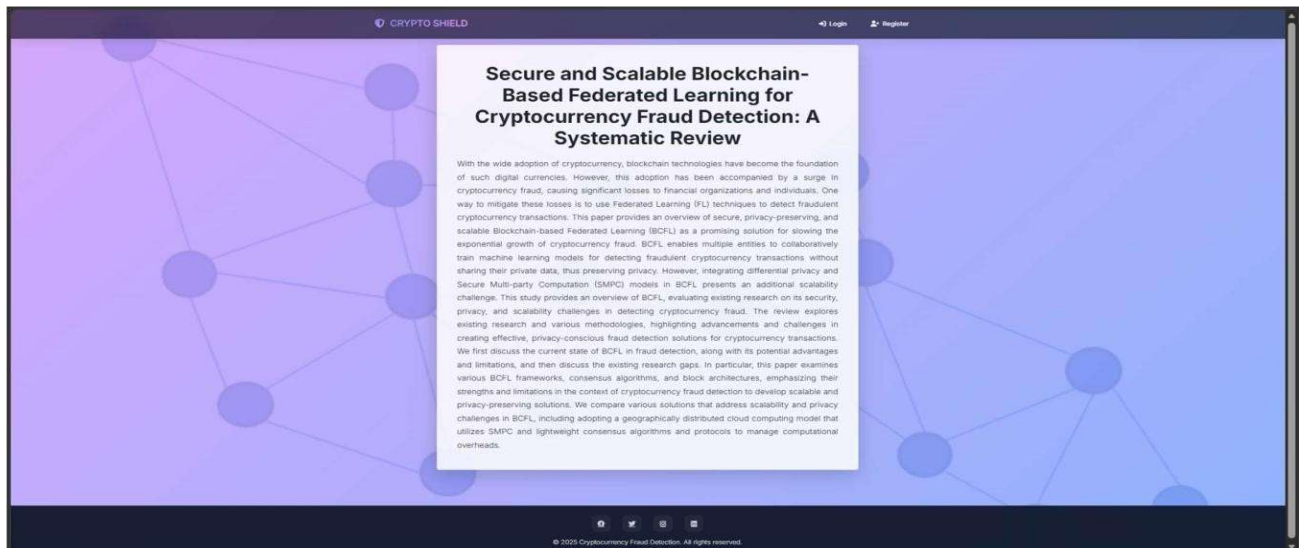 CRYPTO SHIELD
Login
Register
Secure and Scalable Blockchain-
Based Federated Learning for
Cryptocurrency Fraud Detection: A
Systematic Review
With the wide adoption of cryptocurrency, blockchain technologies have become the foundation
of such digital currencies. However, this adoption has been accompanied by a surge in
cryptocurrency fraud, causing significant losses to financial organizations and individuals. One
way to mitigate these losses is to use Federated Learning (FL) techniques to detect fraudulent
cryptocurrency transactions. This paper provides an overview of secure, privacy-preserving, and
scalable Blockchain-based Federated Learning (BCFL) as a promising solution for slowing the
exponential growth of cryptocurrency fraud. BCFL enables multiple entities to collaboratively
train machine learning models for detecting fraudulent cryptocurrency transactions without
sharing their private data, thus preserving privacy. However, integrating differential privacy and
Secure Multi-party Computation (SMPC) models in BCFL presents an additional scalability
challenge. This study provides an overview of BCFL, evaluating existing research on its security,
privacy, and scalability challenges in detecting cryptocurrency fraud. The review explores
existing research and various methodologies, highlighting advancements and challenges in
creating effective, privacy-conscious fraud detection solutions for cryptocurrency transactions.
We first discuss the current state of BCFL in fraud detection, along with its potential advantages
and limitations, and then discuss the existing research gaps. In particular, this paper examines
various BCFL frameworks, consensus algorithms, and block architectures, emphasizing their
strengths and limitations in the context of cryptocurrency fraud detection to develop scalable and
privacy-preserving solutions. We compare various solutions that address scalability and privacy
challenges in BCFL, including adopting a geographically distributed cloud computing model that
utilizes SMPC and lightweight consensus algorithms and protocols to manage computational
overheads.
© 2025 Cryptocurrency Fraud Detection. All rights reserved.